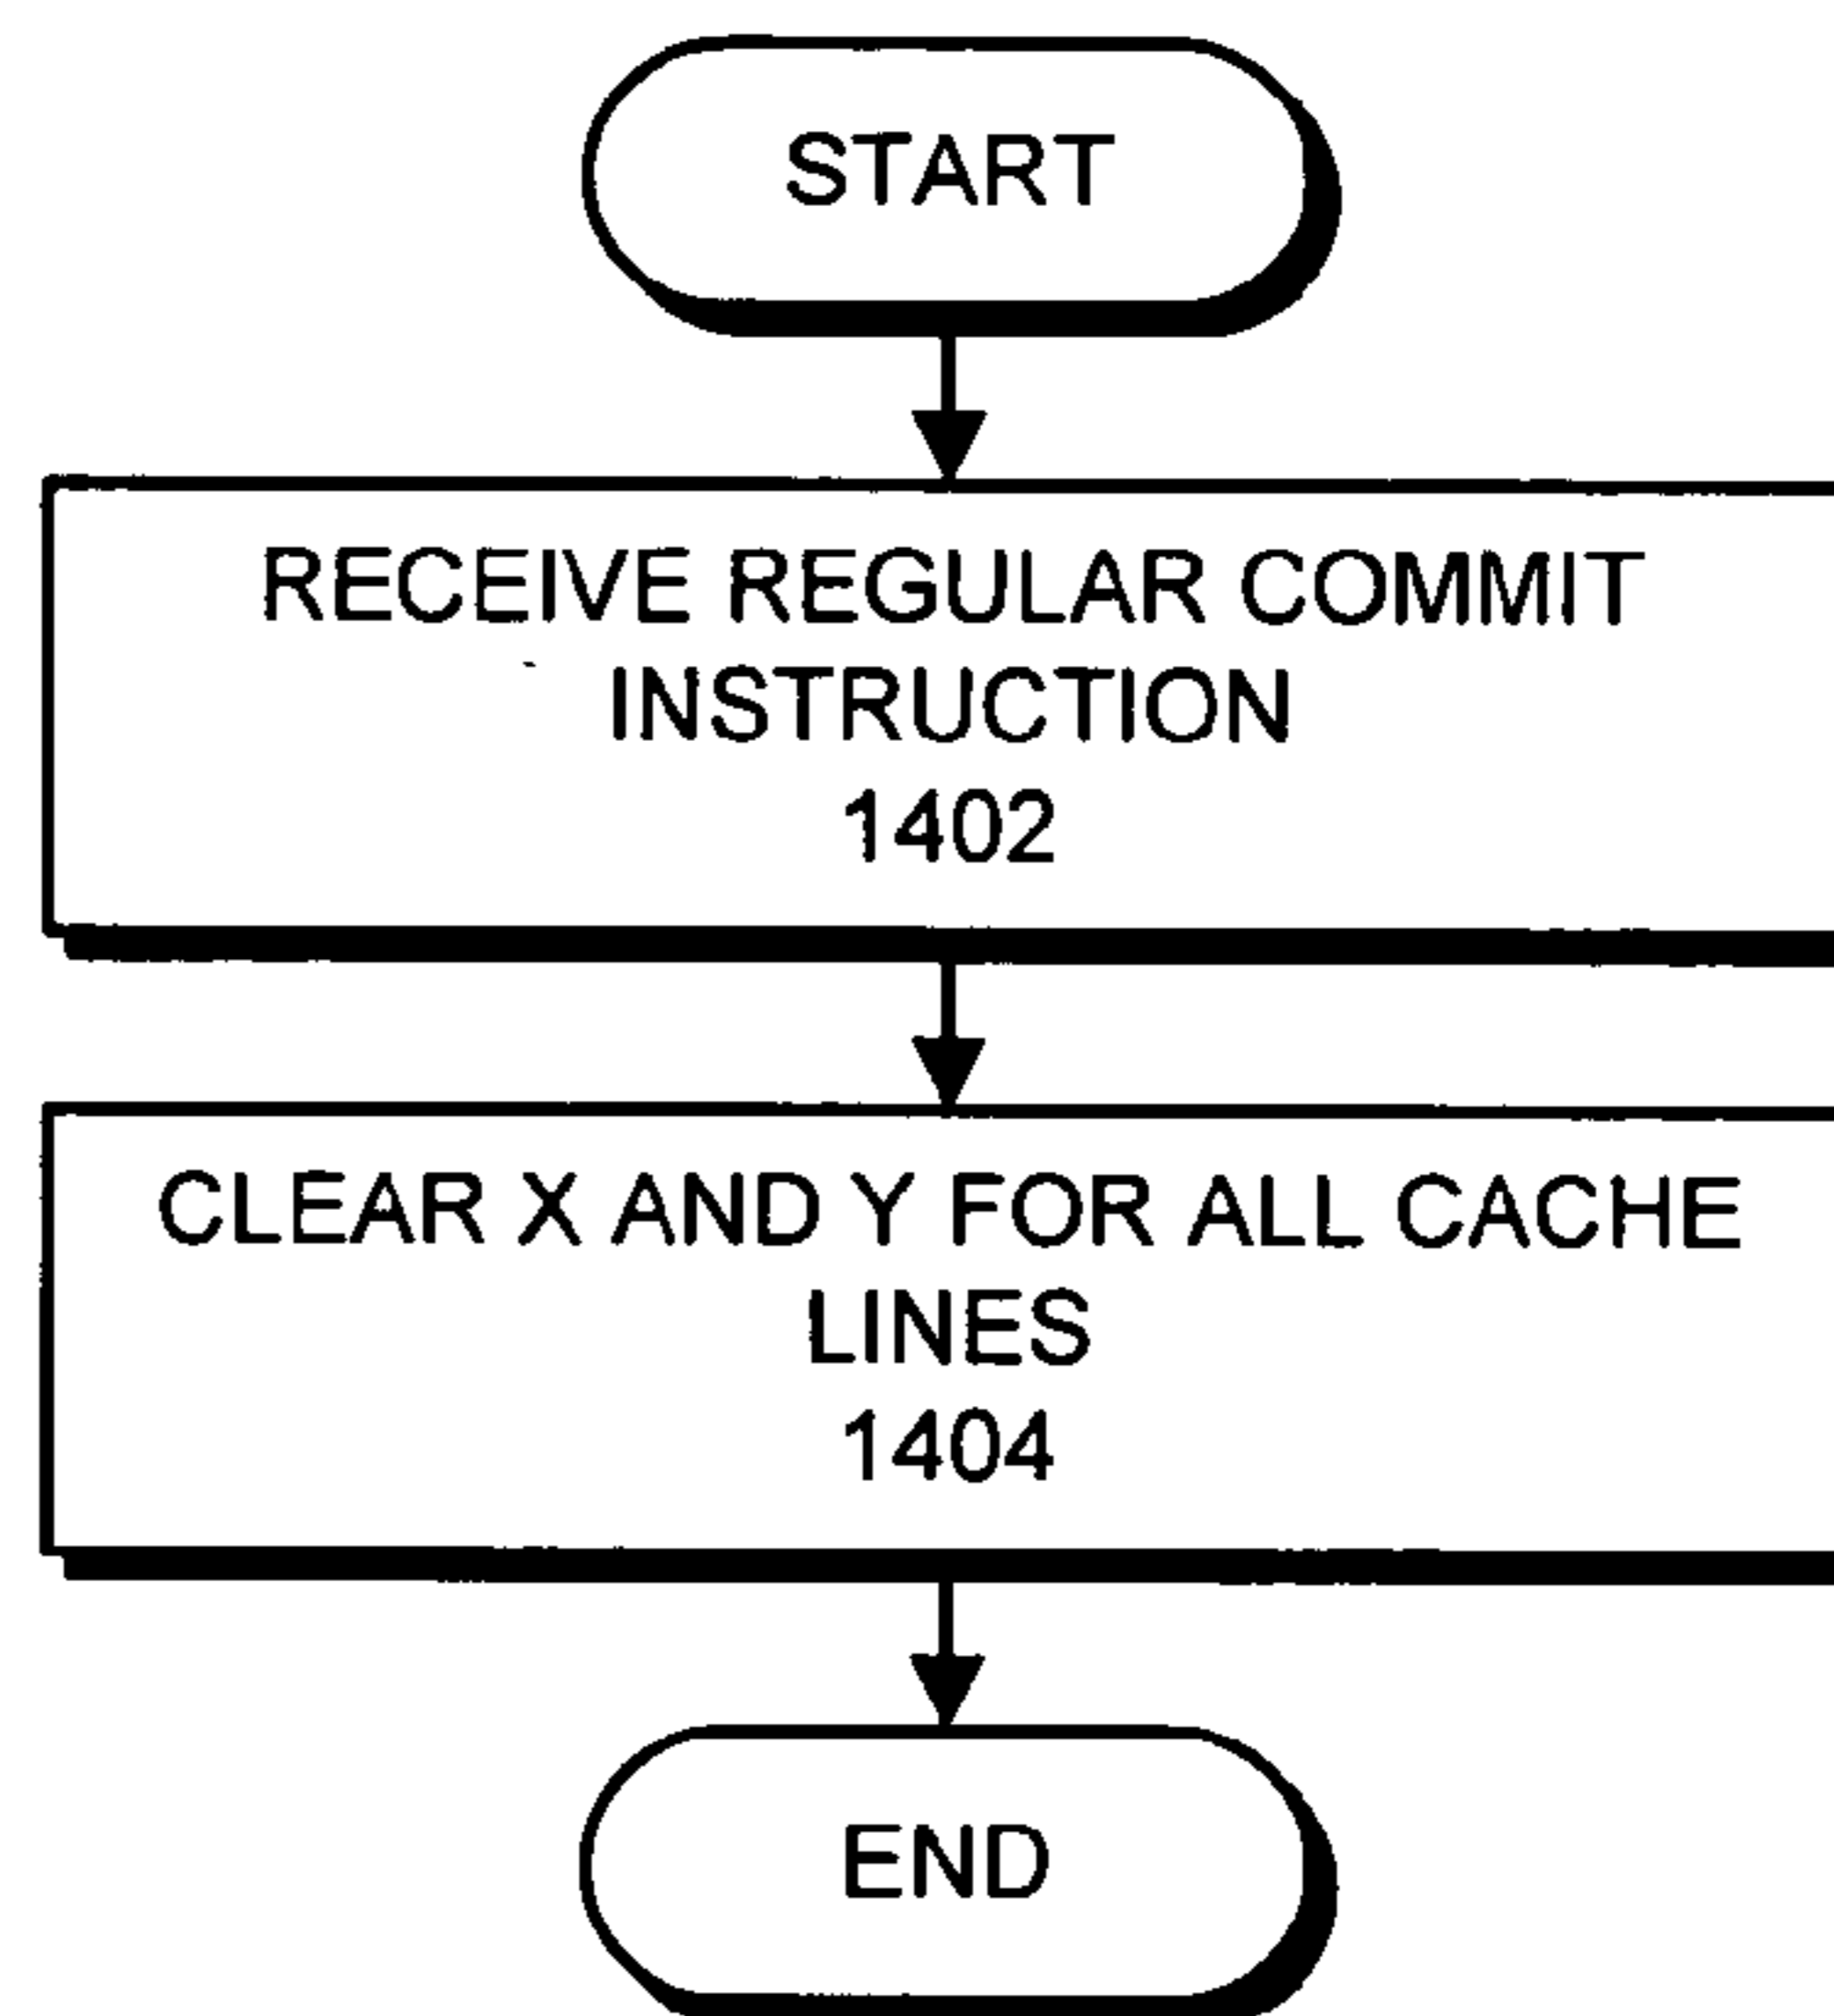 START
RECEIVE REGULAR COMMIT
INSTRUCTION
1402
CLEAR X AND Y FOR ALL CACHE
LINES
1404
END